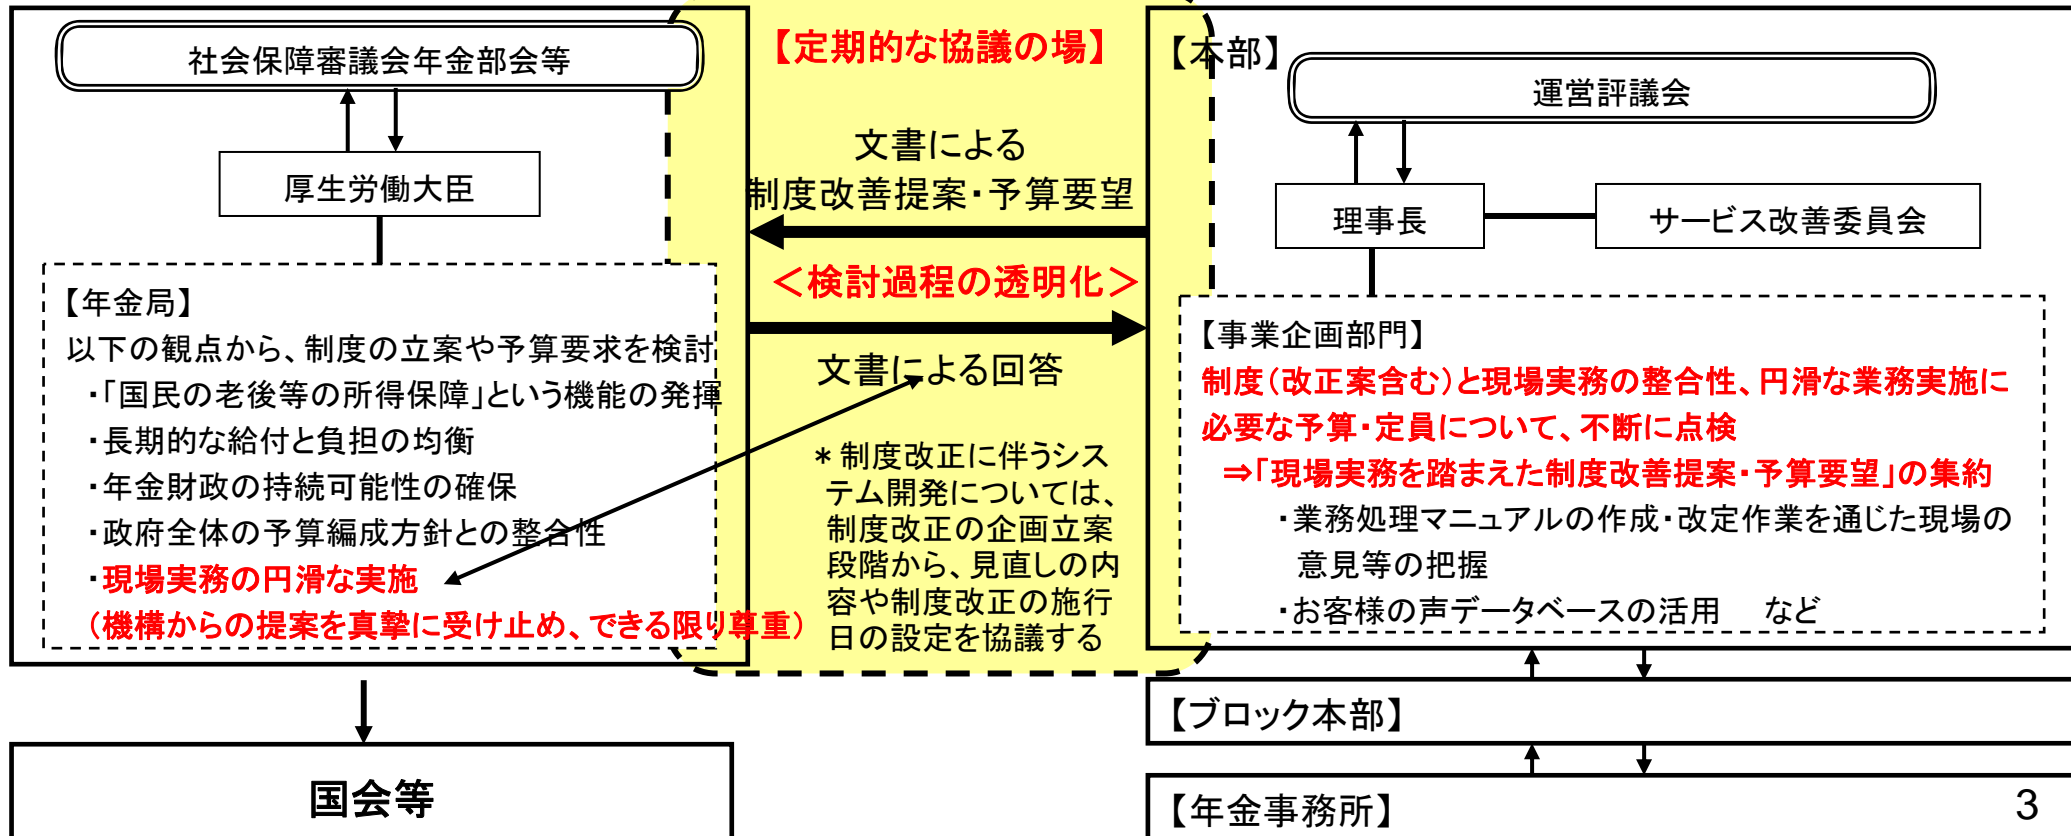 社会保障審議会年金部会等
厚生労働大臣
【年金局】
以下の観点から、制度の立案や予算要求を検討
・「国民の老後等の所得保障」という機能の発揮
・長期的な給付と負担の均衡
・年金財政の持続可能性の確保
・政府全体の予算編成方針との整合性
・現場実務の円滑な実施
（機構からの提案を真摯に受け止め、できる限り尊重）
国会等
【定期的な協議の場】
文書による
制度改善提案・予算要望
＜検討過程の透明化＞
文書による回答
＊制度改正に伴うシス
テム開発については、
制度改正の企画立案
段階から、見直しの内
容や制度改正の施行
日の設定を協議する
【本部】
運営評議会
理事長
サービス改善委員会
【事業企画部門】
制度（改正案含む）と現場実務の整合性、円滑な業務実施に
必要な予算・定員について、不断に点検
⇒「現場実務を踏まえた制度改善提案・予算要望」の集約
・業務処理マニュアルの作成・改定作業を通じた現場の
意見等の把握
・お客様の声データベースの活用　など
【ブロック本部】
【年金事務所】
3